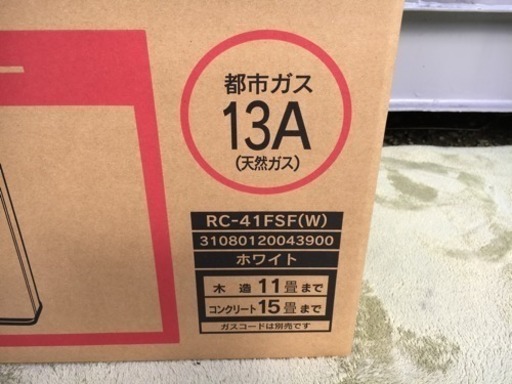 都市ガス
13A
(天然ガス)
RC-41FSF(W)
31080120043900
ホワイト
木造 11畳まで
コンクリート 15畳まで
ガスコードは別売です